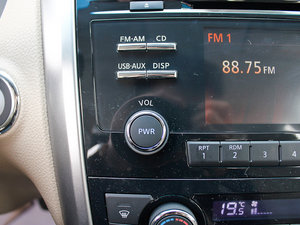 FM-AM CD
FM 1
USB-AUX DISP
88.75 FM
VOL
PWR
RPT RDM
1 2 3 4
19.5°C